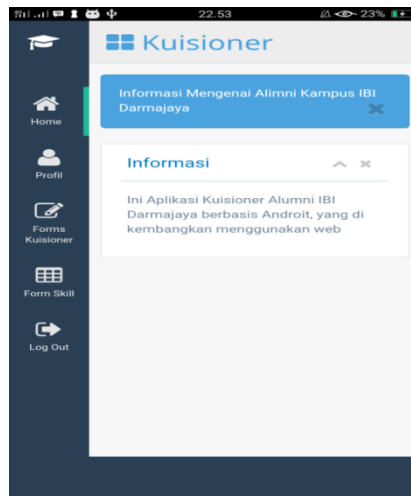 22.53
23%
Kuisioner
Informasi Mengenai Alimni Kampus IBI
Darmajaya
Home
Informasi
Profil
Ini Aplikasi Kuisioner Alumni IBI
Darmajaya berbasis Androit, yang di
kembangkan menggunakan web
Forms
Kuisioner
Form Skill
Log Out